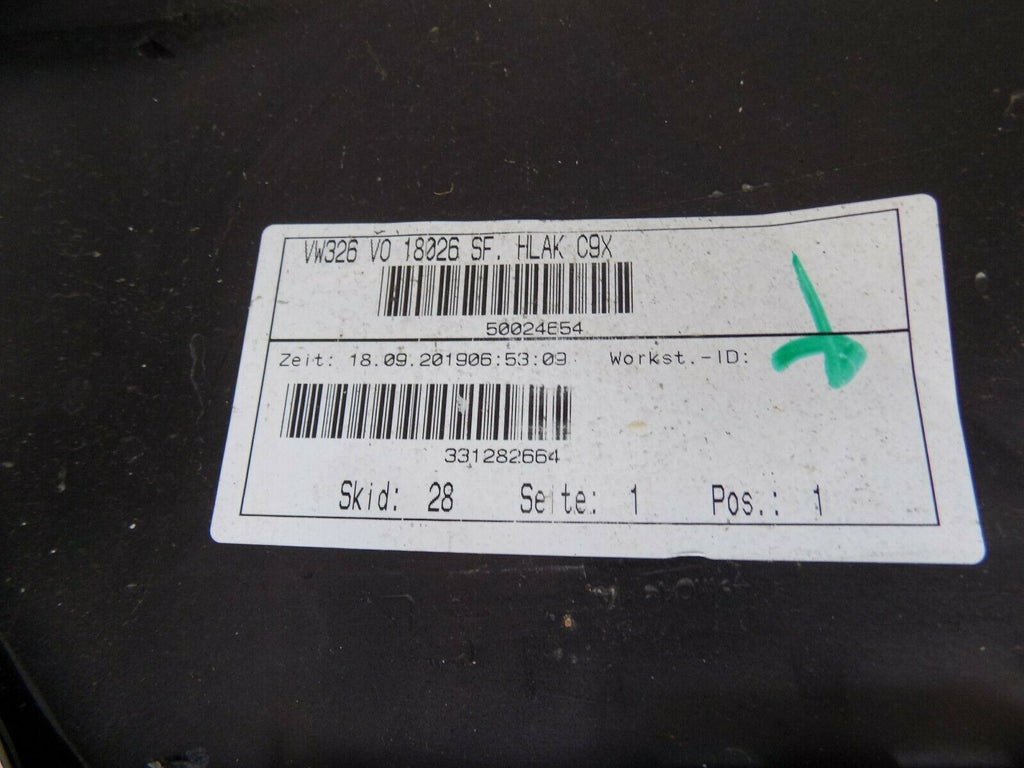 VW326 VO 18026 SF. HLAK C9X
50024654
Zeit: 18.09.201906:53:09 Workst.-ID:
331282664
Skid: 28 Seite: 1 Pos.: 1